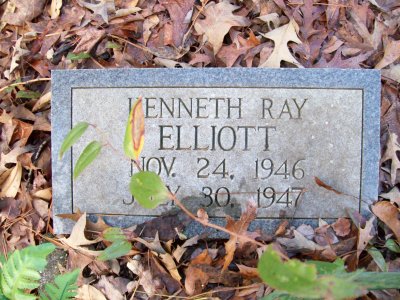 KENNETH RAY
ELLIOTT
NOV. 24, 1946
30, 1947